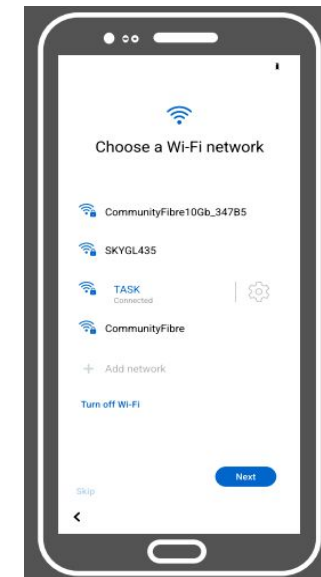 Choose a Wi-Fi network
CommunityFibre10Gb_347B5
SKYGL435
TASK
Connected
CommunityFibre
Add network
Turn off Wi-Fi
Next
Skip